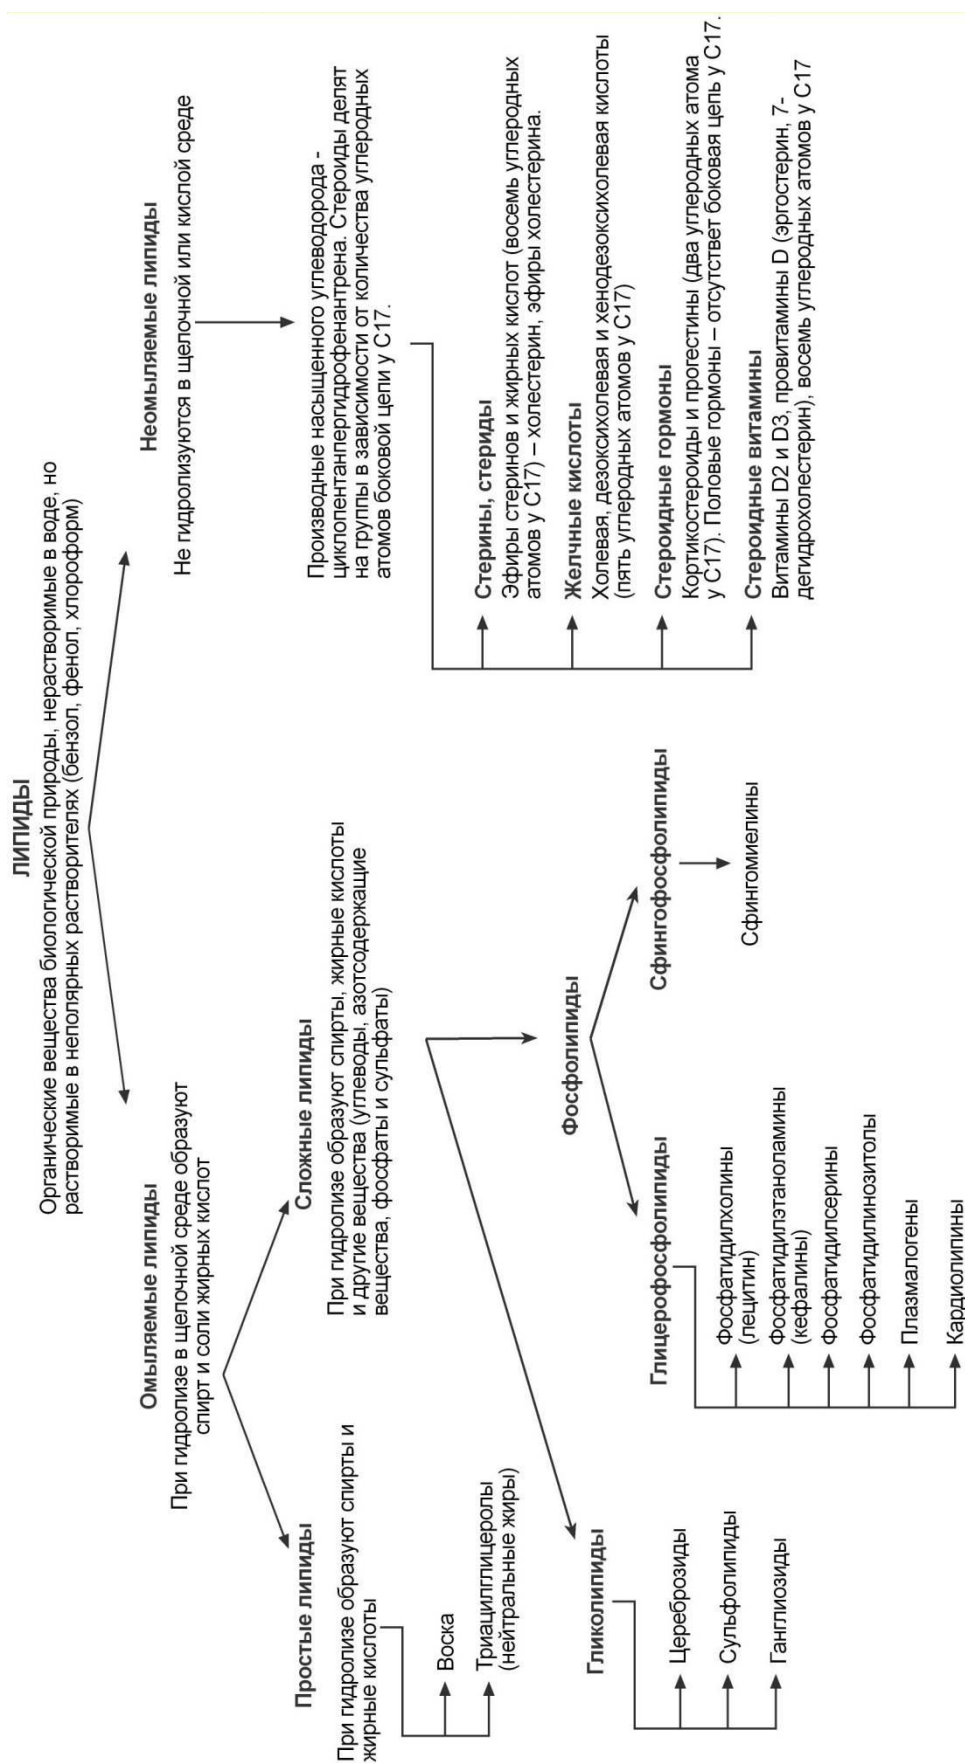 ЛИПИДЫ
Органические вещества биологической природы, нерастворимые в воде, но
растворимые в неполярных растворителях (бензол, фенол, хлороформ)
Омыляемые липиды
При гидролизе в щелочной среде образуют
спирт и соли жирных кислот
Неомыляемые липиды
Не гидролизуются в щелочной или кислой среде
Простые липиды
При гидролизе образуют спирты и
жирные кислоты
Воска
Триацилглицеролы
(нейтральные жиры)
Сложные липиды
При гидролизе образуют спирты, жирные кислоты
и другие вещества (углеводы, азотсодержащие
вещества, фосфаты и сульфаты)
Производные насыщенного углеводорода -
циклопентанпергидрофенантрена. Стероиды делят
на группы в зависимости от количества углеродных
атомов боковой цепи у С17.
Стерины, стериды
Эфиры стеринов и жирных кислот (восемь углеродных
атомов у С17) – холестерин, эфиры холестерина.
Желчные кислоты
Холевая, дезоксихолевая и хенодезоксихолевая кислоты
(пять углеродных атомов у С17)
Стероидные гормоны
Кортикостероиды и прогестины (два углеродных атома
у С17). Половые гормоны – отсутствет боковая цепь у С17.
Стероидные витамины
Витамины D2 и D3, провитамины D (эргостерин, 7-
дегидрохолестерин), восемь углеродных атомов у С17
Гликолипиды
Цереброзиды
Сульфолипиды
Ганглиозиды
Фосфолипиды
Глицерофосфолипиды
Фосфатидилхолины
(лецитин)
Фосфатидилэтаноламины
(кефалины)
Фосфатидилсерины
Фосфатидилинозитолы
Плазмалогены
Кардиолипины
Сфингофосфолипиды
Сфингомиелины